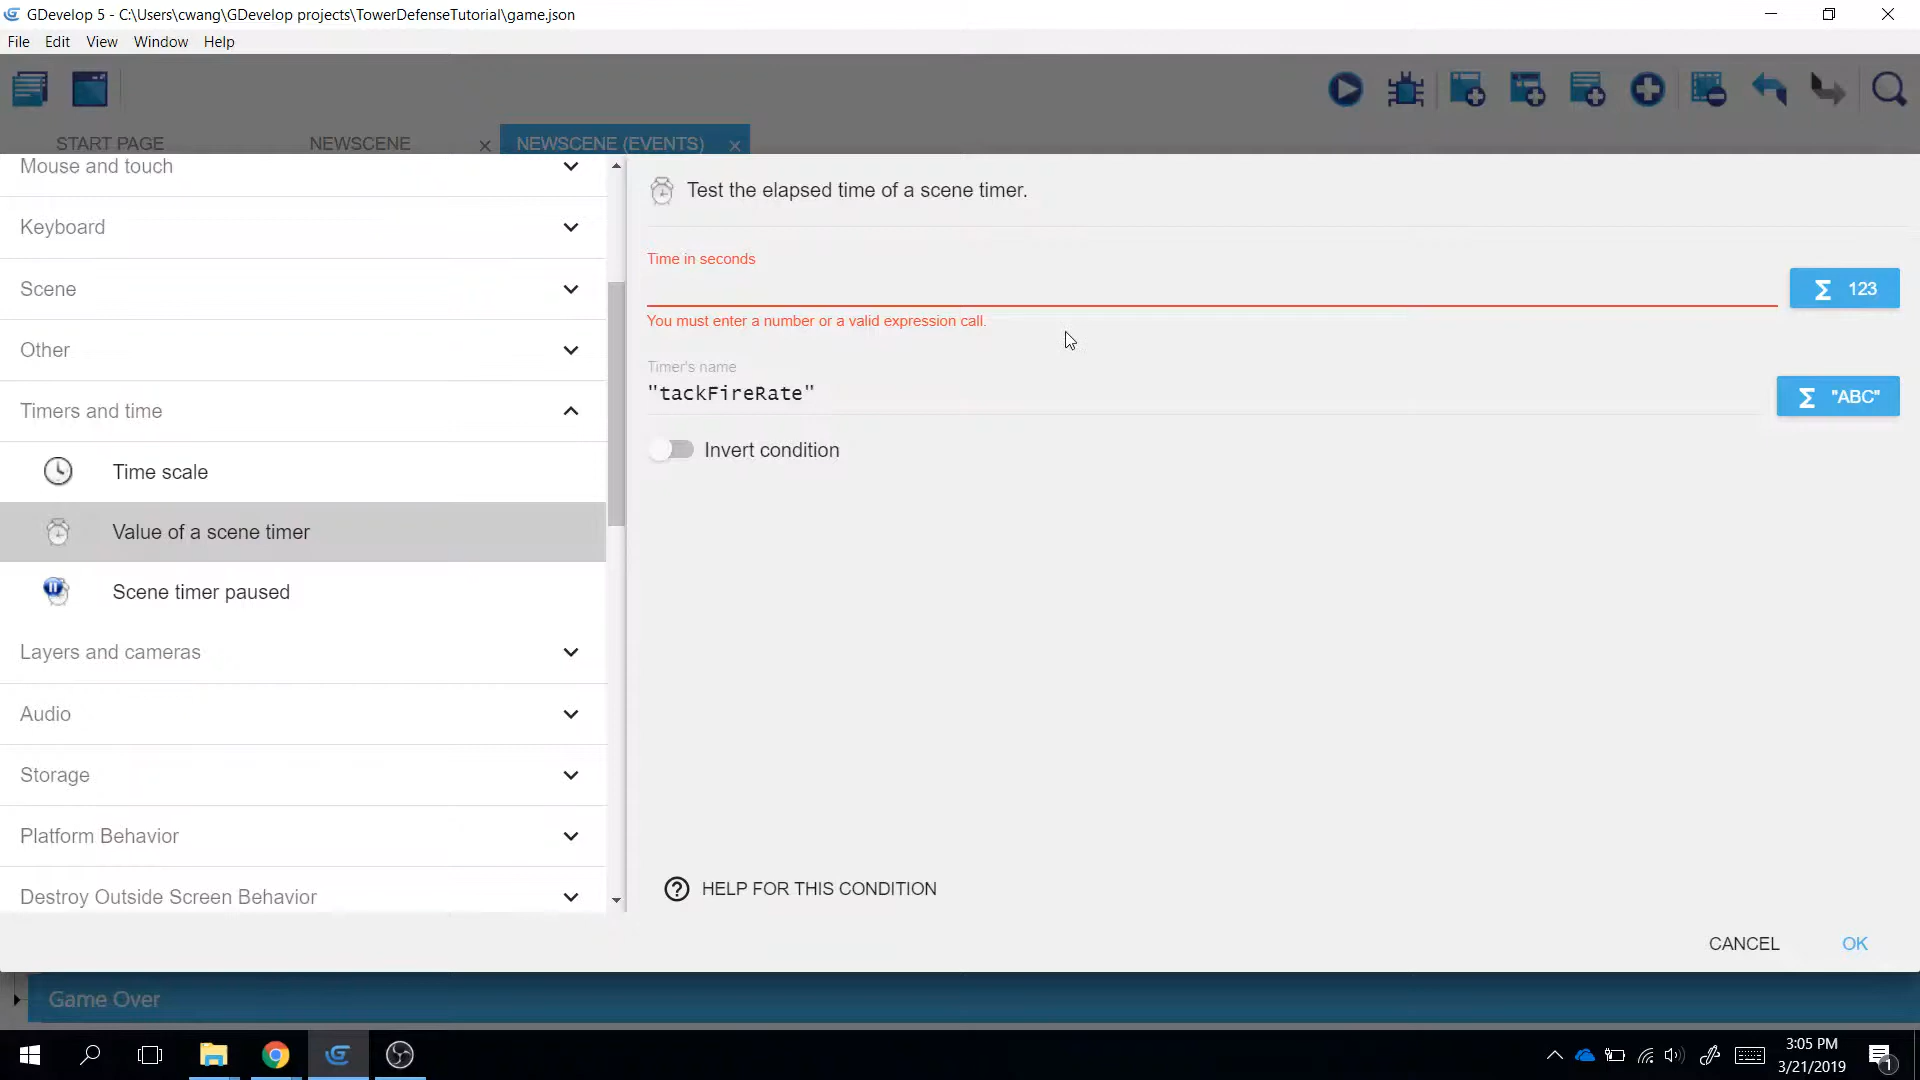 GDevelop 5 - C:\Users\cwang\GDevelop projects\TowerDefenseTutorial\game.json
File Edit View Window Help
START PAGE NEWSCENE NEWSCENE (EVENTS)
Mouse and touch
Keyboard
Scene
Other
Timers and time
Time scale
Value of a scene timer
Scene timer paused
Layers and cameras
Audio
Storage
Platform Behavior
Destroy Outside Screen Behavior
Test the elapsed time of a scene timer.
Time in seconds
Σ 123
You must enter a number or a valid expression call.
Timer's name
"tackFireRate"
Σ "ABC"
Invert condition
HELP FOR THIS CONDITION
CANCEL OK
Game Over
3:05 PM
3/21/2019
1